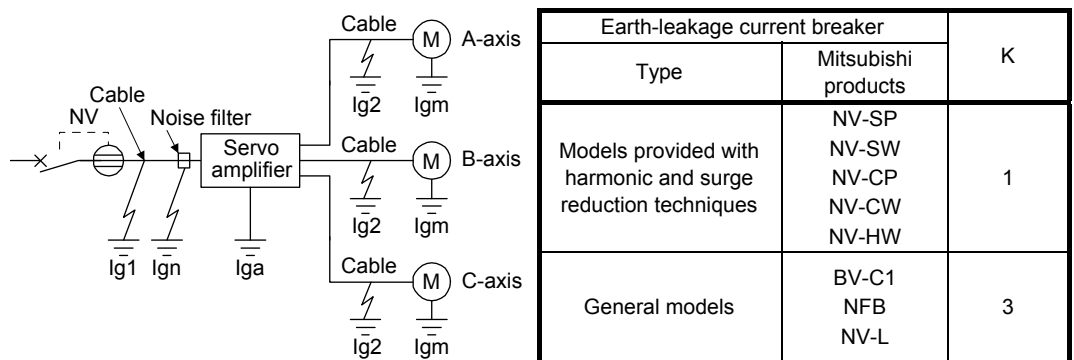 Cable
M
A-axis
Ig2
Igm
Cable
NV
Noise filter
Servo
amplifier
Cable
M
B-axis
Ig2
Igm
Ig1
Ign
Iga
Cable
M
C-axis
Ig2
Igm
Earth-leakage current breaker
K
Type
Mitsubishi
products
Models provided with
harmonic and surge
reduction techniques
NV-SP
NV-SW
NV-CP
NV-CW
NV-HW
1
General models
BV-C1
NFB
NV-L
3